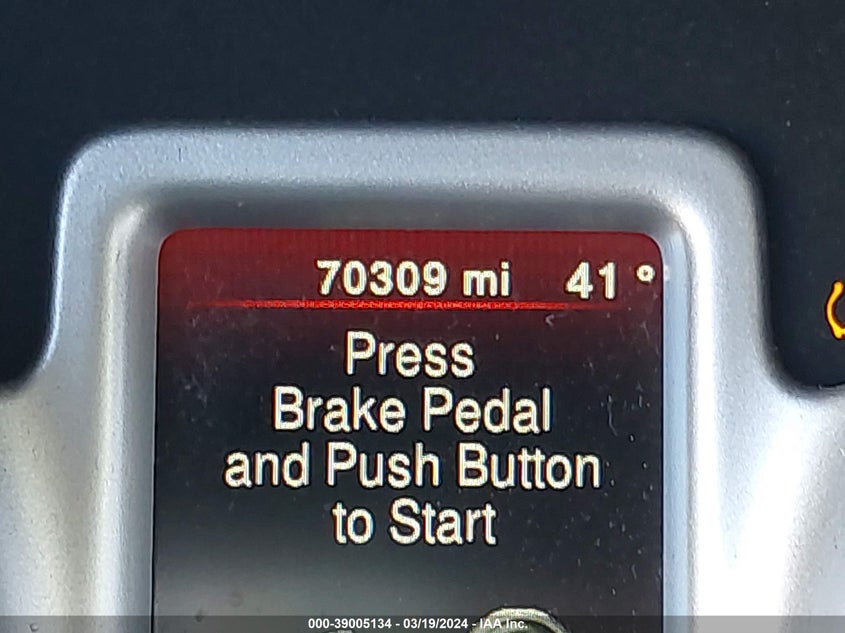 70309 mi 41 °
Press
Brake Pedal
and Push Button
to Start
000-39005134 - 03/19/2024 - IAA Inc.